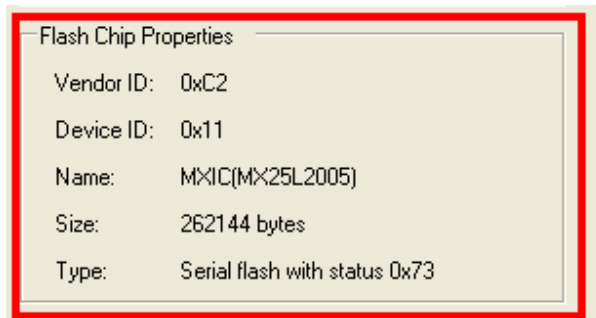 Flash Chip Properties
Vendor ID: 0xC2
Device ID: 0x11
Name: MXIC(MX25L2005)
Size: 262144 bytes
Type: Serial flash with status 0x73